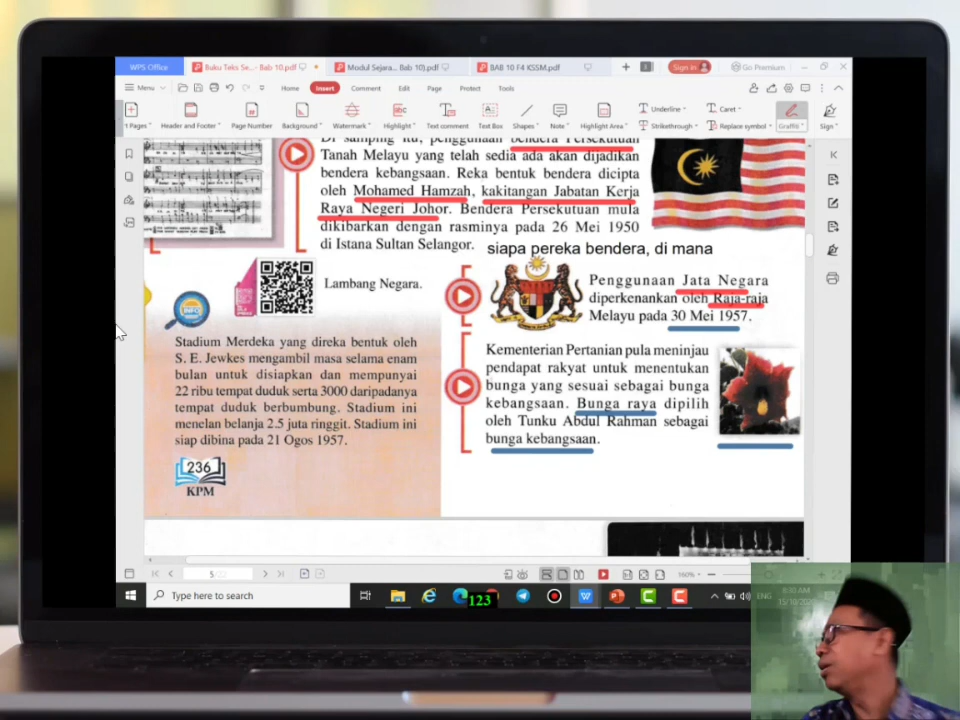 WPS Office
Buku Teks Se...- Bab 10.pdf
Modul Sejara... Bab 10).pdf
BAB 10 F4 KSSM.pdf
Sign in
Go Premium
Menu
Home
Insert
Comment
Edit
Page
Protect
Tools
rt Pages
Header and Footer
Page Number
Background
Watermark
Highlight
Text comment
Text Box
Shapes
Note
Highlight Area
Underline
Strikethrough
Caret
Replace symbol
Graffiti
Sign
Di samping itu, penggunaan Bendera Persekutuan
Tanah Melayu yang telah sedia ada akan dijadikan
bendera kebangsaan. Reka bentuk bendera dicipta
oleh Mohamed Hamzah, kakitangan Jabatan Kerja
Raya Negeri Johor. Bendera Persekutuan mula
dikibarkan dengan rasminya pada 26 Mei 1950
di Istana Sultan Selangor.
siapa pereka bendera, di mana
Lambang Negara.
INFO
Stadium Merdeka yang direka bentuk oleh
S. E. Jewkes mengambil masa selama enam
bulan untuk disiapkan dan mempunyai
22 ribu tempat duduk serta 3000 daripadanya
tempat duduk berbumbung. Stadium ini
menelan belanja 2.5 juta ringgit. Stadium ini
siap dibina pada 21 Ogos 1957.
236
KPM
Penggunaan Jata Negara
diperkenankan oleh Raja-raja
Melayu pada 30 Mei 1957.
Kementerian Pertanian pula meninjau
pendapat rakyat untuk menentukan
bunga yang sesuai sebagai bunga
kebangsaan. Bunga raya dipilih
oleh Tunku Abdul Rahman sebagai
bunga kebangsaan.
160%
Type here to search
123
ENG
8:30 AM